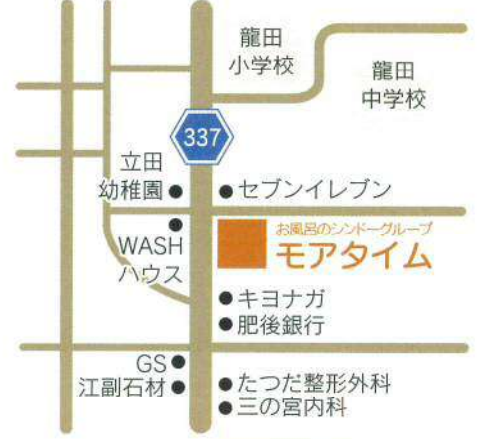 龍田
小学校
龍田
中学校
337
立田
幼稚園
セブンイレブン
WASH
ハウス
お風呂のシンドーグループ
モアタイム
キヨナガ
肥後銀行
GS
江副石材
たつだ整形外科
三の宮内科